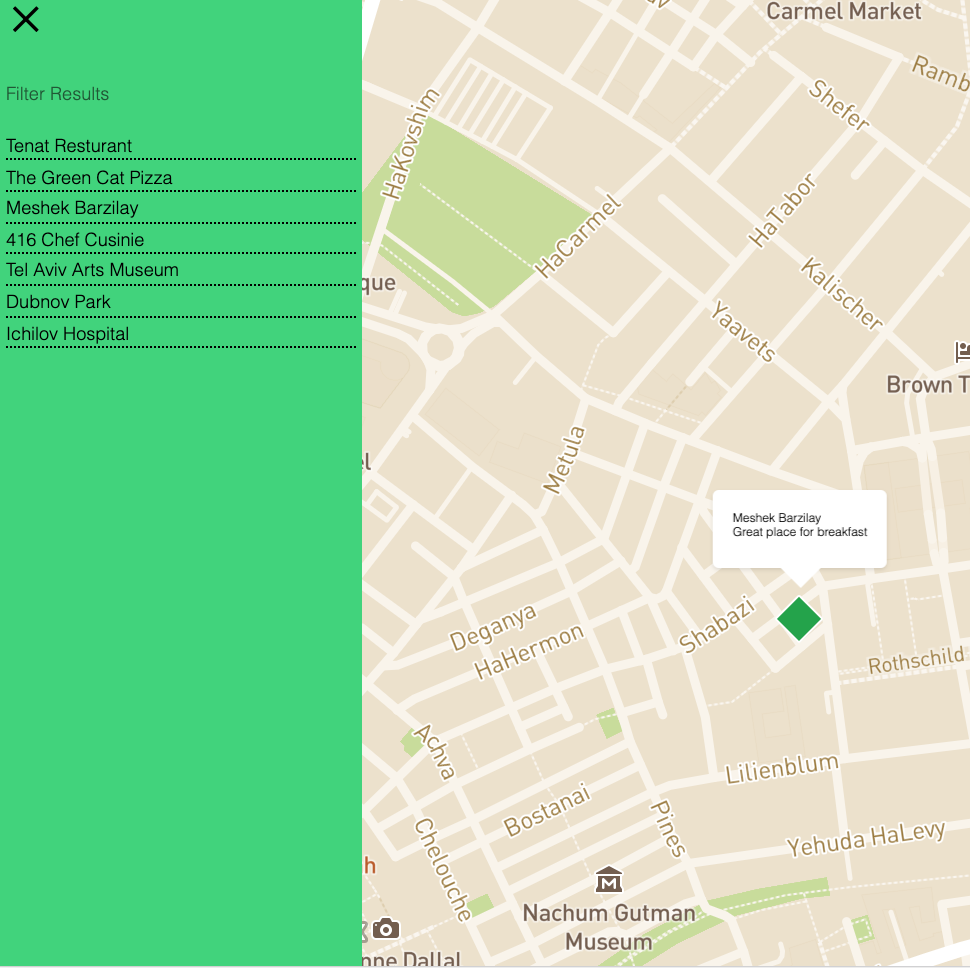 Filter Results
Tenat Resturant
The Green Cat Pizza
Meshek Barzilay
416 Chef Cusinie
Tel Aviv Arts Museum
Dubnov Park
Ichilov Hospital
Carmel Market
Ramb
Shefer
HaKovshim
HaTabor
HaCarmel
Kalischer
que
Yaavets
Brown T
Metula
el
Meshek Barzilay
Great place for breakfast
Deganya
Shabazi
HaHermon
Rothschild
Achva
Lilienblum
Bostanai
Pines
Yehuda HaLevy
Chelouche
h
Nachum Gutman
Museum
nne Dallal